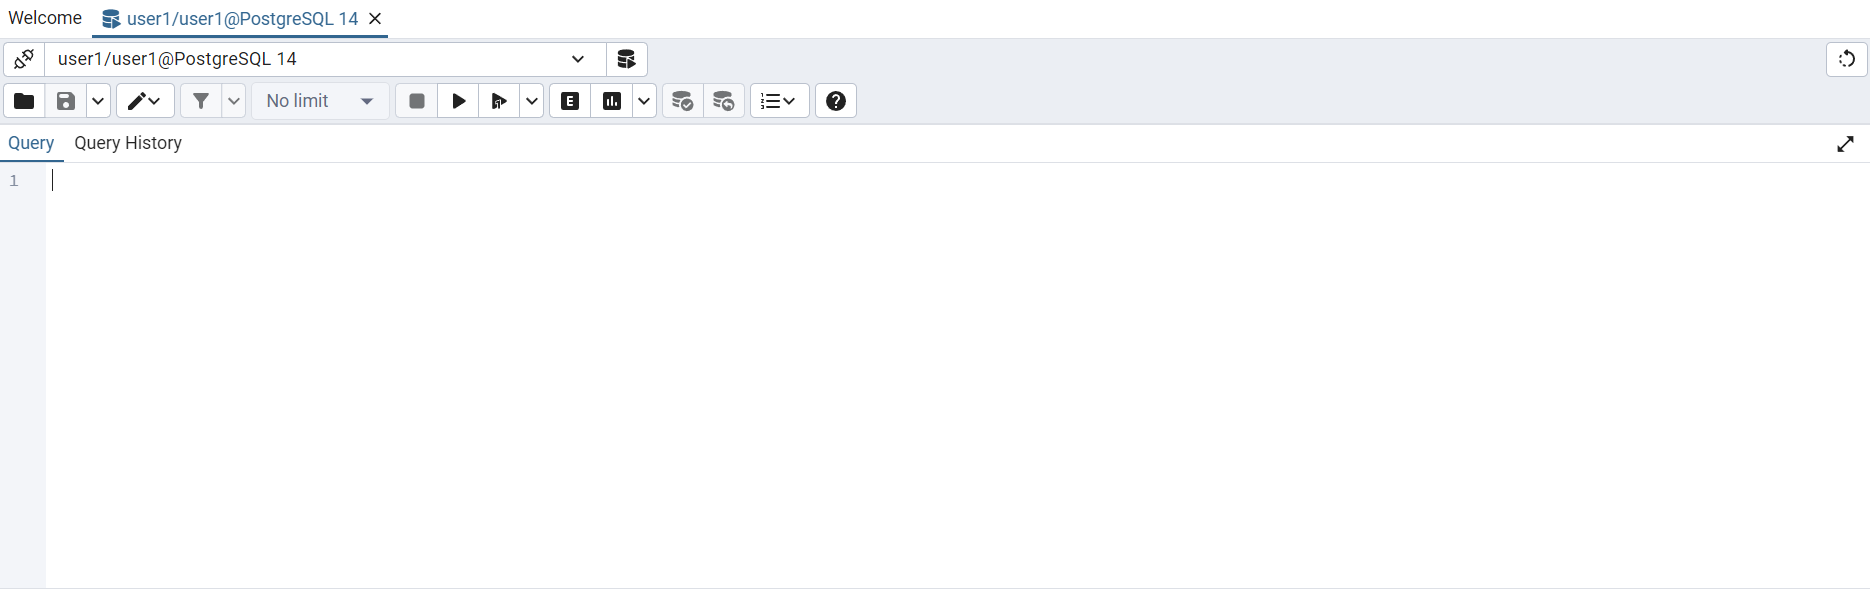 Welcome user1/user1@PostgreSQL 14
user1/user1@PostgreSQL 14
No limit E
Query Query History
1